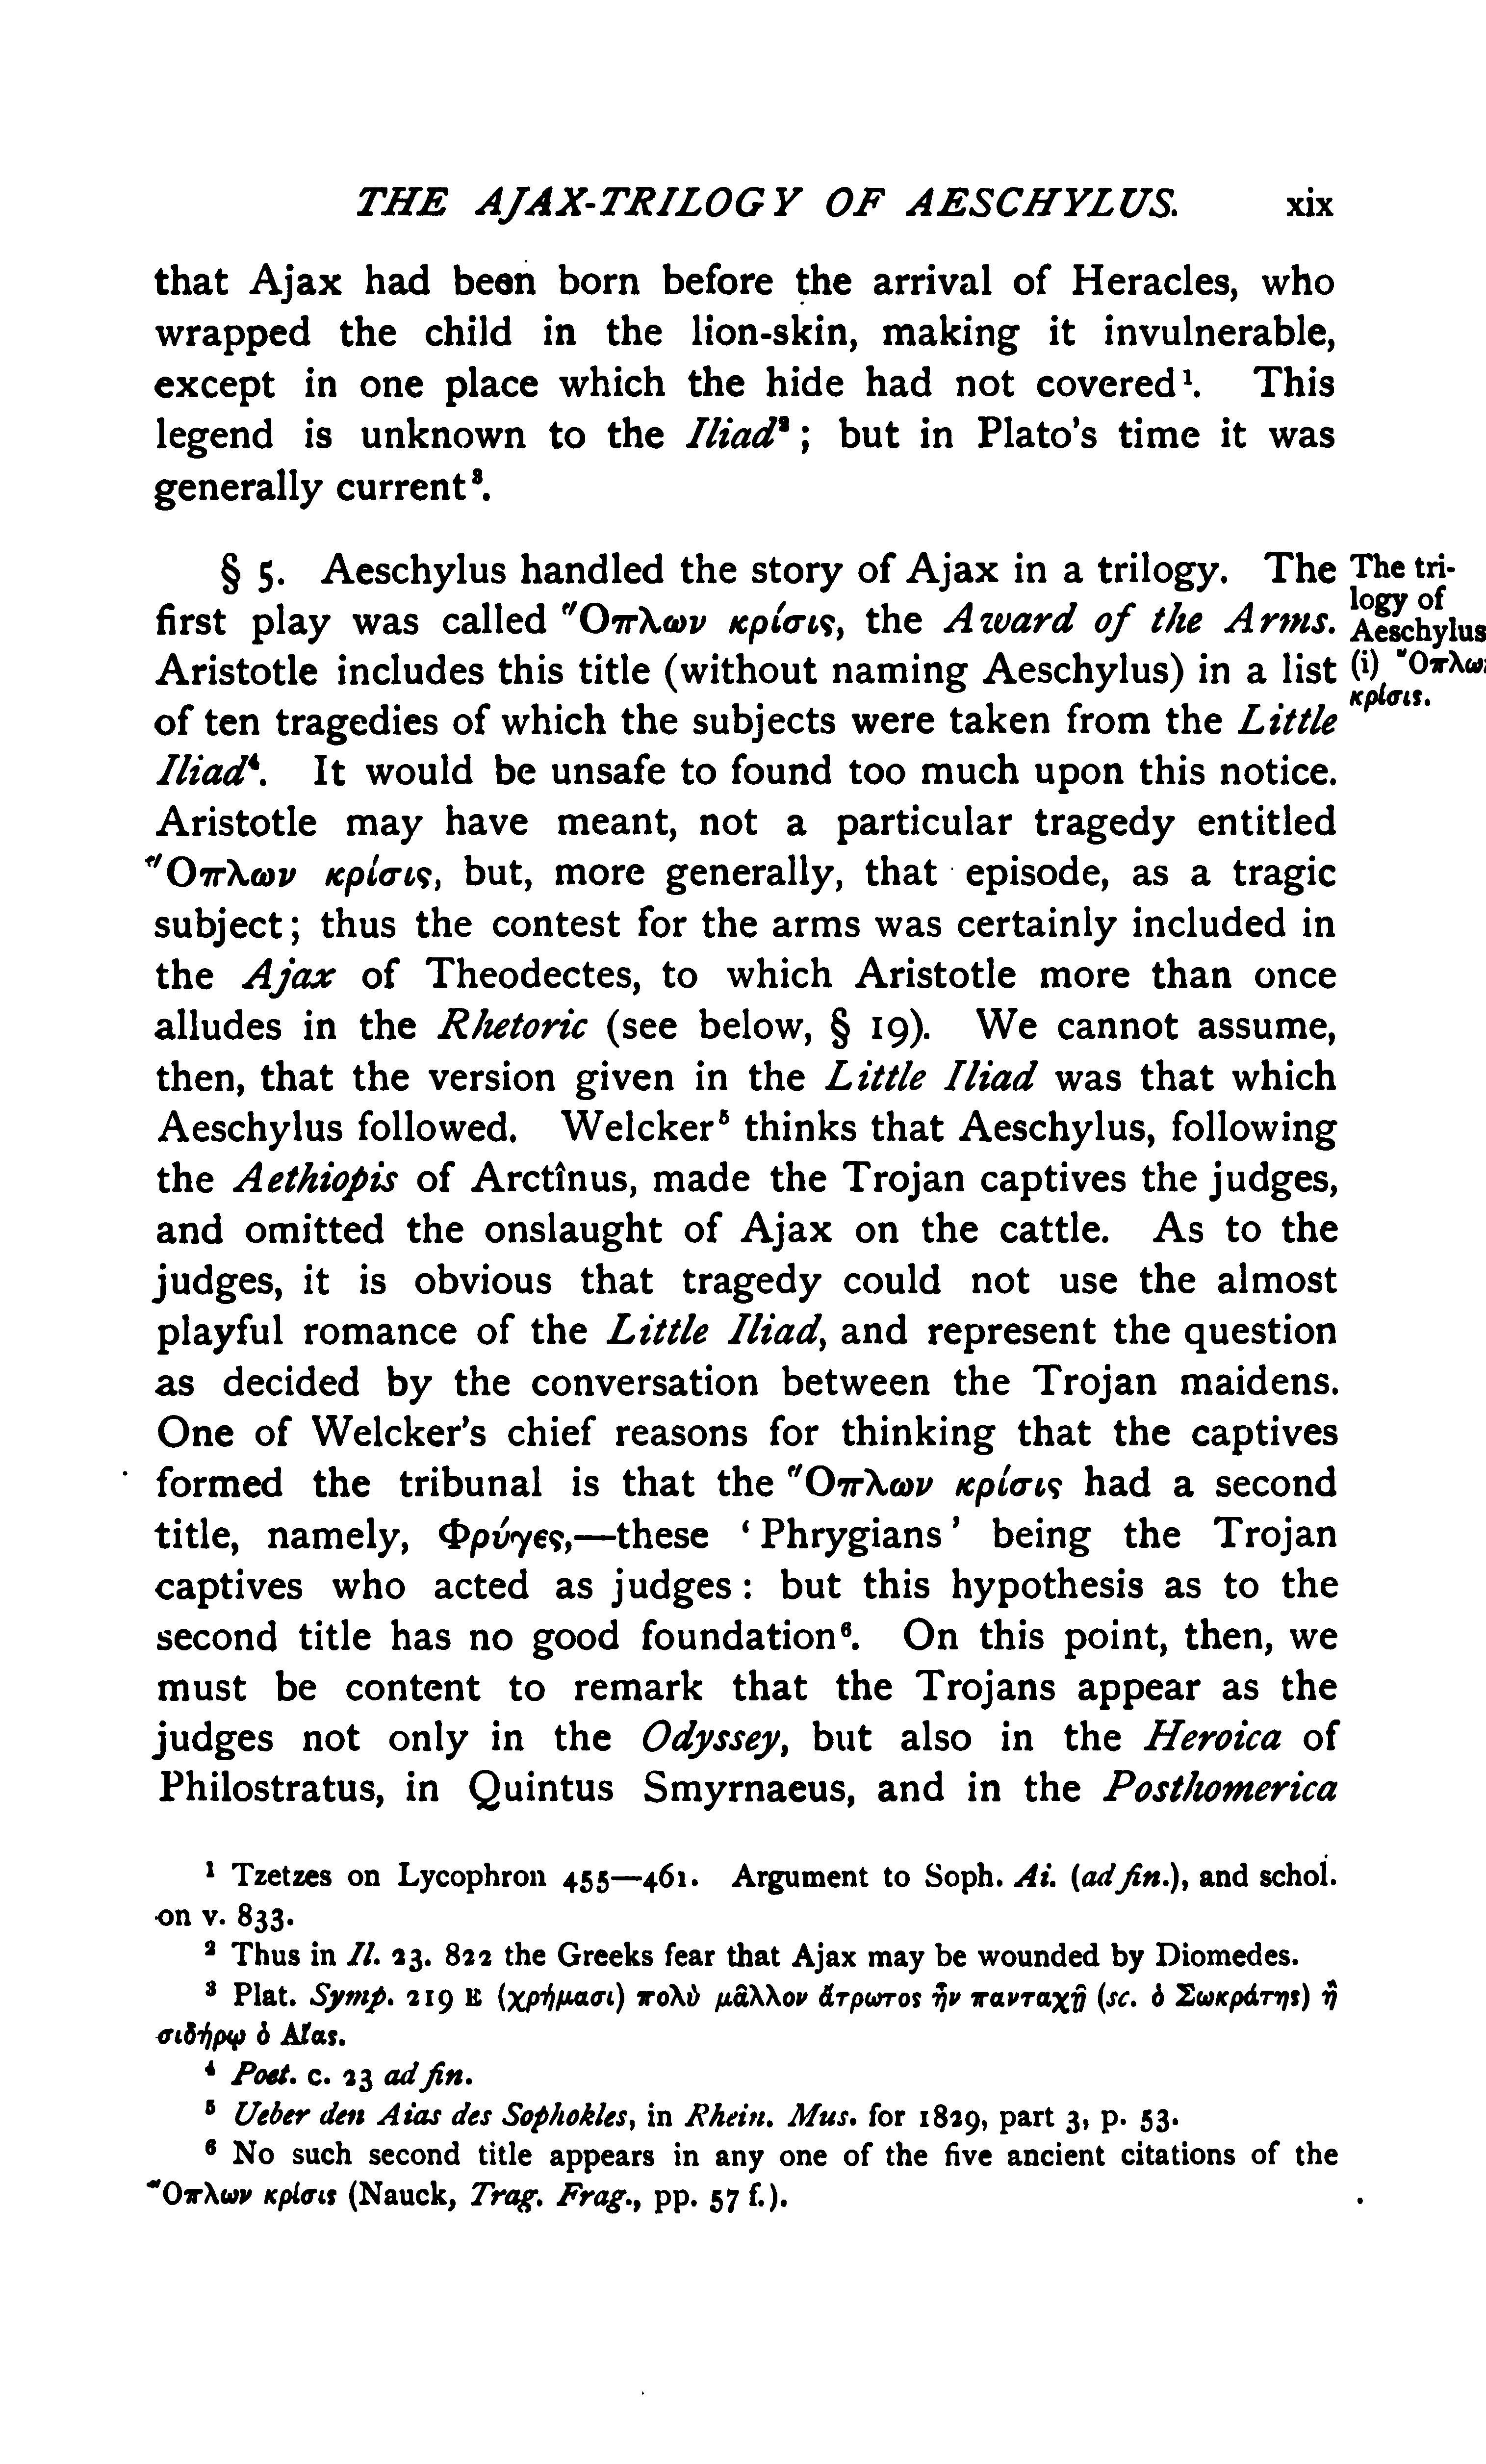 THE AJAX-TRILOGY OF AESCHYLUS. xix
that Ajax had been born before the arrival of Heracles, who
wrapped the child in the lion-skin, making it invulnerable,
except in one place which the hide had not covered¹. This
legend is unknown to the Iliad²; but in Plato's time it was
generally current³.
§ 5. Aeschylus handled the story of Ajax in a trilogy. The
first play was called Ὅπλων κρίσις, the Award of the Arms.
Aristotle includes this title (without naming Aeschylus) in a list
of ten tragedies of which the subjects were taken from the Little
Iliad⁴. It would be unsafe to found too much upon this notice.
Aristotle may have meant, not a particular tragedy entitled
Ὅπλων κρίσις, but, more generally, that episode, as a tragic
subject; thus the contest for the arms was certainly included in
the Ajax of Theodectes, to which Aristotle more than once
alludes in the Rhetoric (see below, § 19). We cannot assume,
then, that the version given in the Little Iliad was that which
Aeschylus followed. Welcker⁵ thinks that Aeschylus, following
the Aethiopis of Arctînus, made the Trojan captives the judges,
and omitted the onslaught of Ajax on the cattle. As to the
judges, it is obvious that tragedy could not use the almost
playful romance of the Little Iliad, and represent the question
as decided by the conversation between the Trojan maidens.
One of Welcker's chief reasons for thinking that the captives
formed the tribunal is that the Ὅπλων κρίσις had a second
title, namely, Φρύγες,—these 'Phrygians' being the Trojan
captives who acted as judges: but this hypothesis as to the
second title has no good foundation⁶. On this point, then, we
must be content to remark that the Trojans appear as the
judges not only in the Odyssey, but also in the Heroica of
Philostratus, in Quintus Smyrnaeus, and in the Posthomerica
The tri-
logy of
Aeschylus
(i) Ὅπλω
κρίσις.
¹ Tzetzes on Lycophron 455—461. Argument to Soph. Ai. (ad fin.), and schol.
on v. 833.
² Thus in Il. 23. 822 the Greeks fear that Ajax may be wounded by Diomedes.
³ Plat. Symp. 219 E (χρήμασι) πολὺ μᾶλλον ἄτρωτος ἦν πανταχῇ (sc. ὁ Σωκράτης) ἢ
σιδήρῳ ὁ Αἴας.
⁴ Poet. c. 23 ad fin.
⁵ Ueber den Aias des Sophokles, in Rhein. Mus. for 1829, part 3, p. 53.
⁶ No such second title appears in any one of the five ancient citations of the
Ὅπλων κρίσις (Nauck, Trag. Frag., pp. 57 f.).